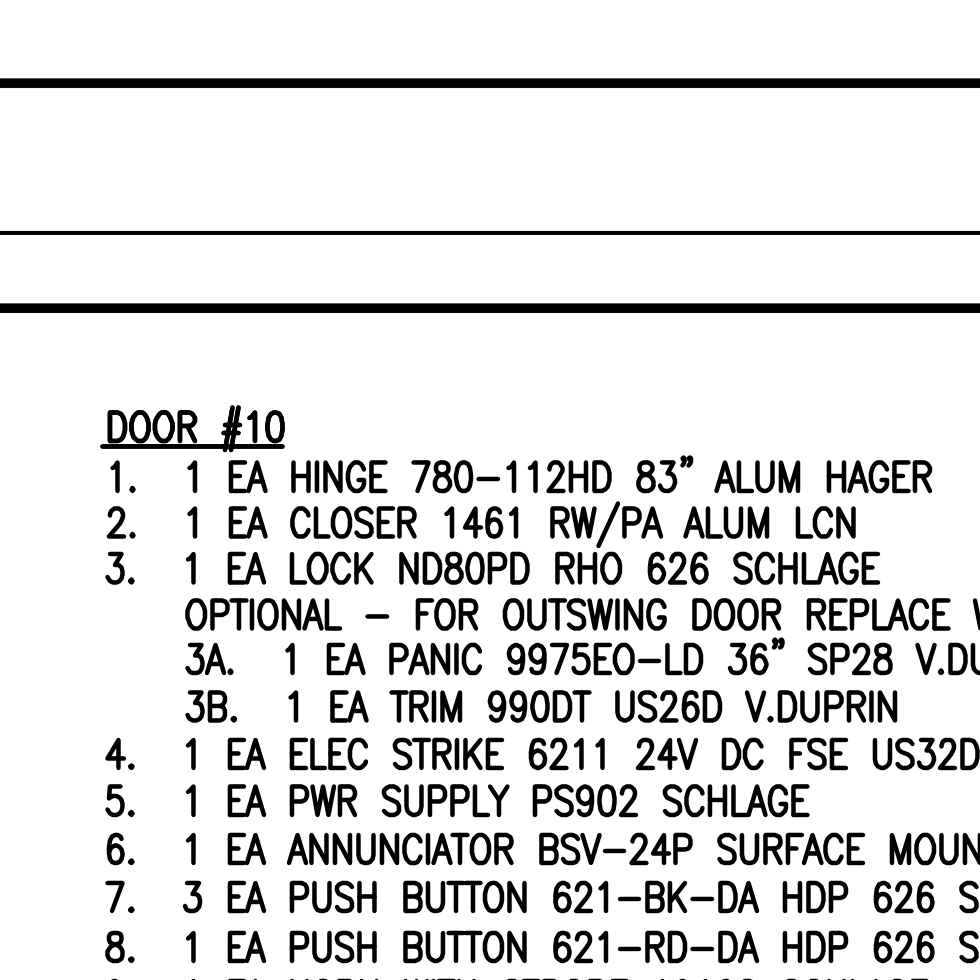 DOOR #10
1. 1 EA HINGE 780-112HD 83" ALUM HAGER
2. 1 EA CLOSER 1461 RW/PA ALUM LCN
3. 1 EA LOCK ND80PD RHO 626 SCHLAGE
OPTIONAL - FOR OUTSWING DOOR REPLACE
3A. 1 EA PANIC 9975EO-LD 36" SP28 V.DU
3B. 1 EA TRIM 990DT US26D V.DUPRIN
4. 1 EA ELEC STRIKE 6211 24V DC FSE US32D
5. 1 EA PWR SUPPLY PS902 SCHLAGE
6. 1 EA ANNUNCIATOR BSV-24P SURFACE MOUN
7. 3 EA PUSH BUTTON 621-BK-DA HDP 626 S
8. 1 EA PUSH BUTTON 621-RD-DA HDP 626 S